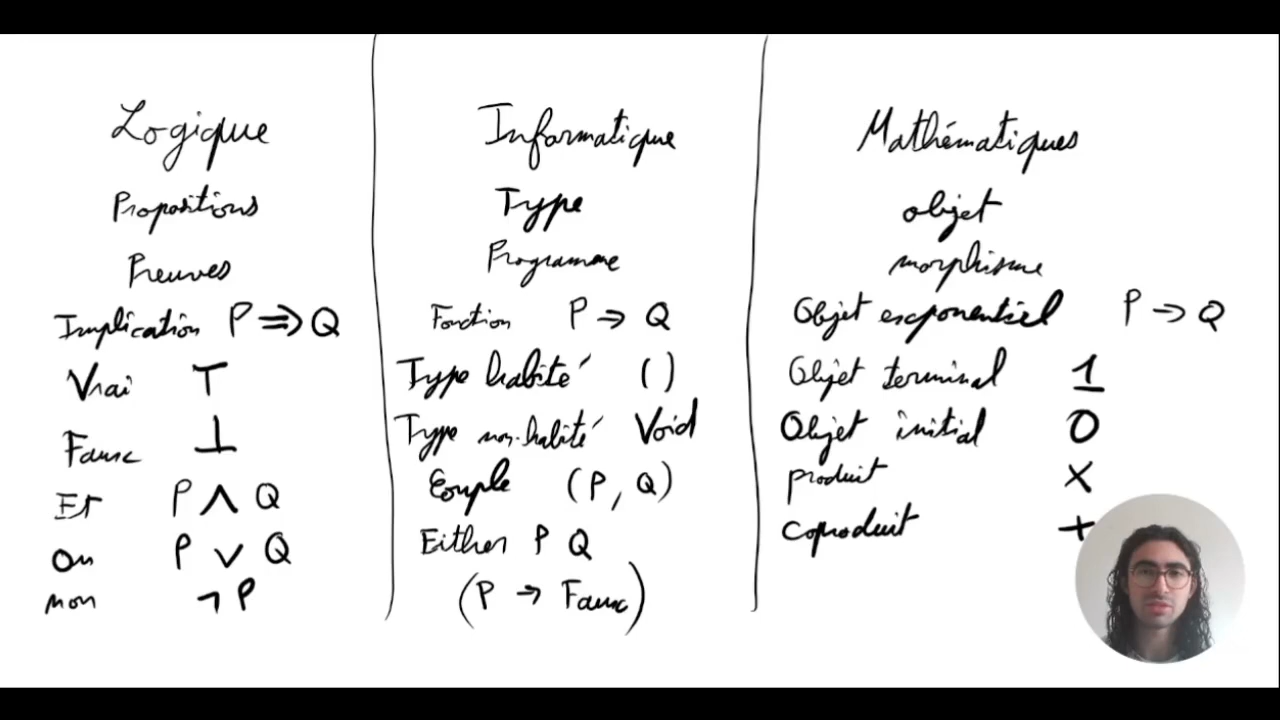 Logique
Propositions
Preuves
Implication P ⇒ Q
Vrai ⊤
Faux ⊥
Et P ∧ Q
Ou P ∨ Q
non ¬ P
Informatique
Type
Programme
Fonction P → Q
Type habité ( )
Type non-habité Void
Couple (P, Q)
Either P Q
(P → Faux)
Mathématiques
objet
morphisme
Objet exponentiel P → Q
Objet terminal 1
Objet initial 0
produit ×
coproduit +